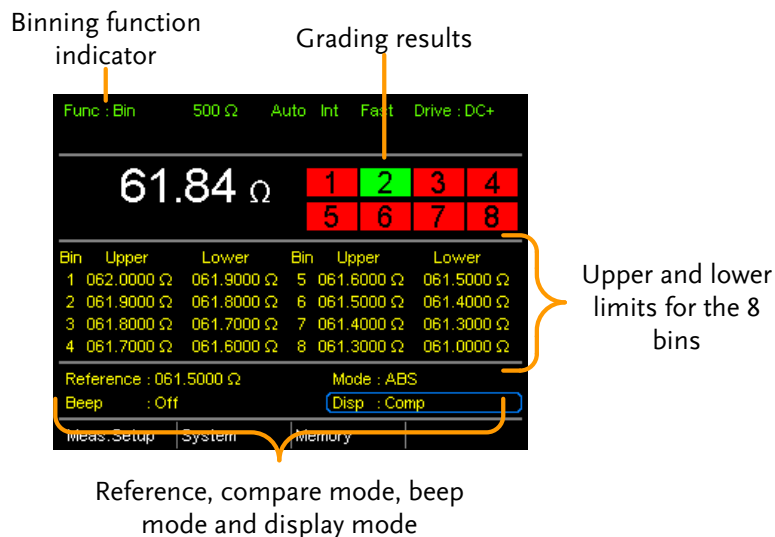 Binning function
indicator
Grading results
Func : Bin 500 Ω Auto Int Fast Drive : DC+
61.84 Ω
1 2 3 4
5 6 7 8
Bin Upper Lower Bin Upper Lower
1 062.0000 Ω 061.9000 Ω 5 061.6000 Ω 061.5000 Ω
2 061.9000 Ω 061.8000 Ω 6 061.5000 Ω 061.4000 Ω
3 061.8000 Ω 061.7000 Ω 7 061.4000 Ω 061.3000 Ω
4 061.7000 Ω 061.6000 Ω 8 061.3000 Ω 061.0000 Ω
Upper and lower
limits for the 8
bins
Reference : 061.5000 Ω Mode : ABS
Beep : Off Disp : Comp
Meas.Setup System Memory
Reference, compare mode, beep
mode and display mode